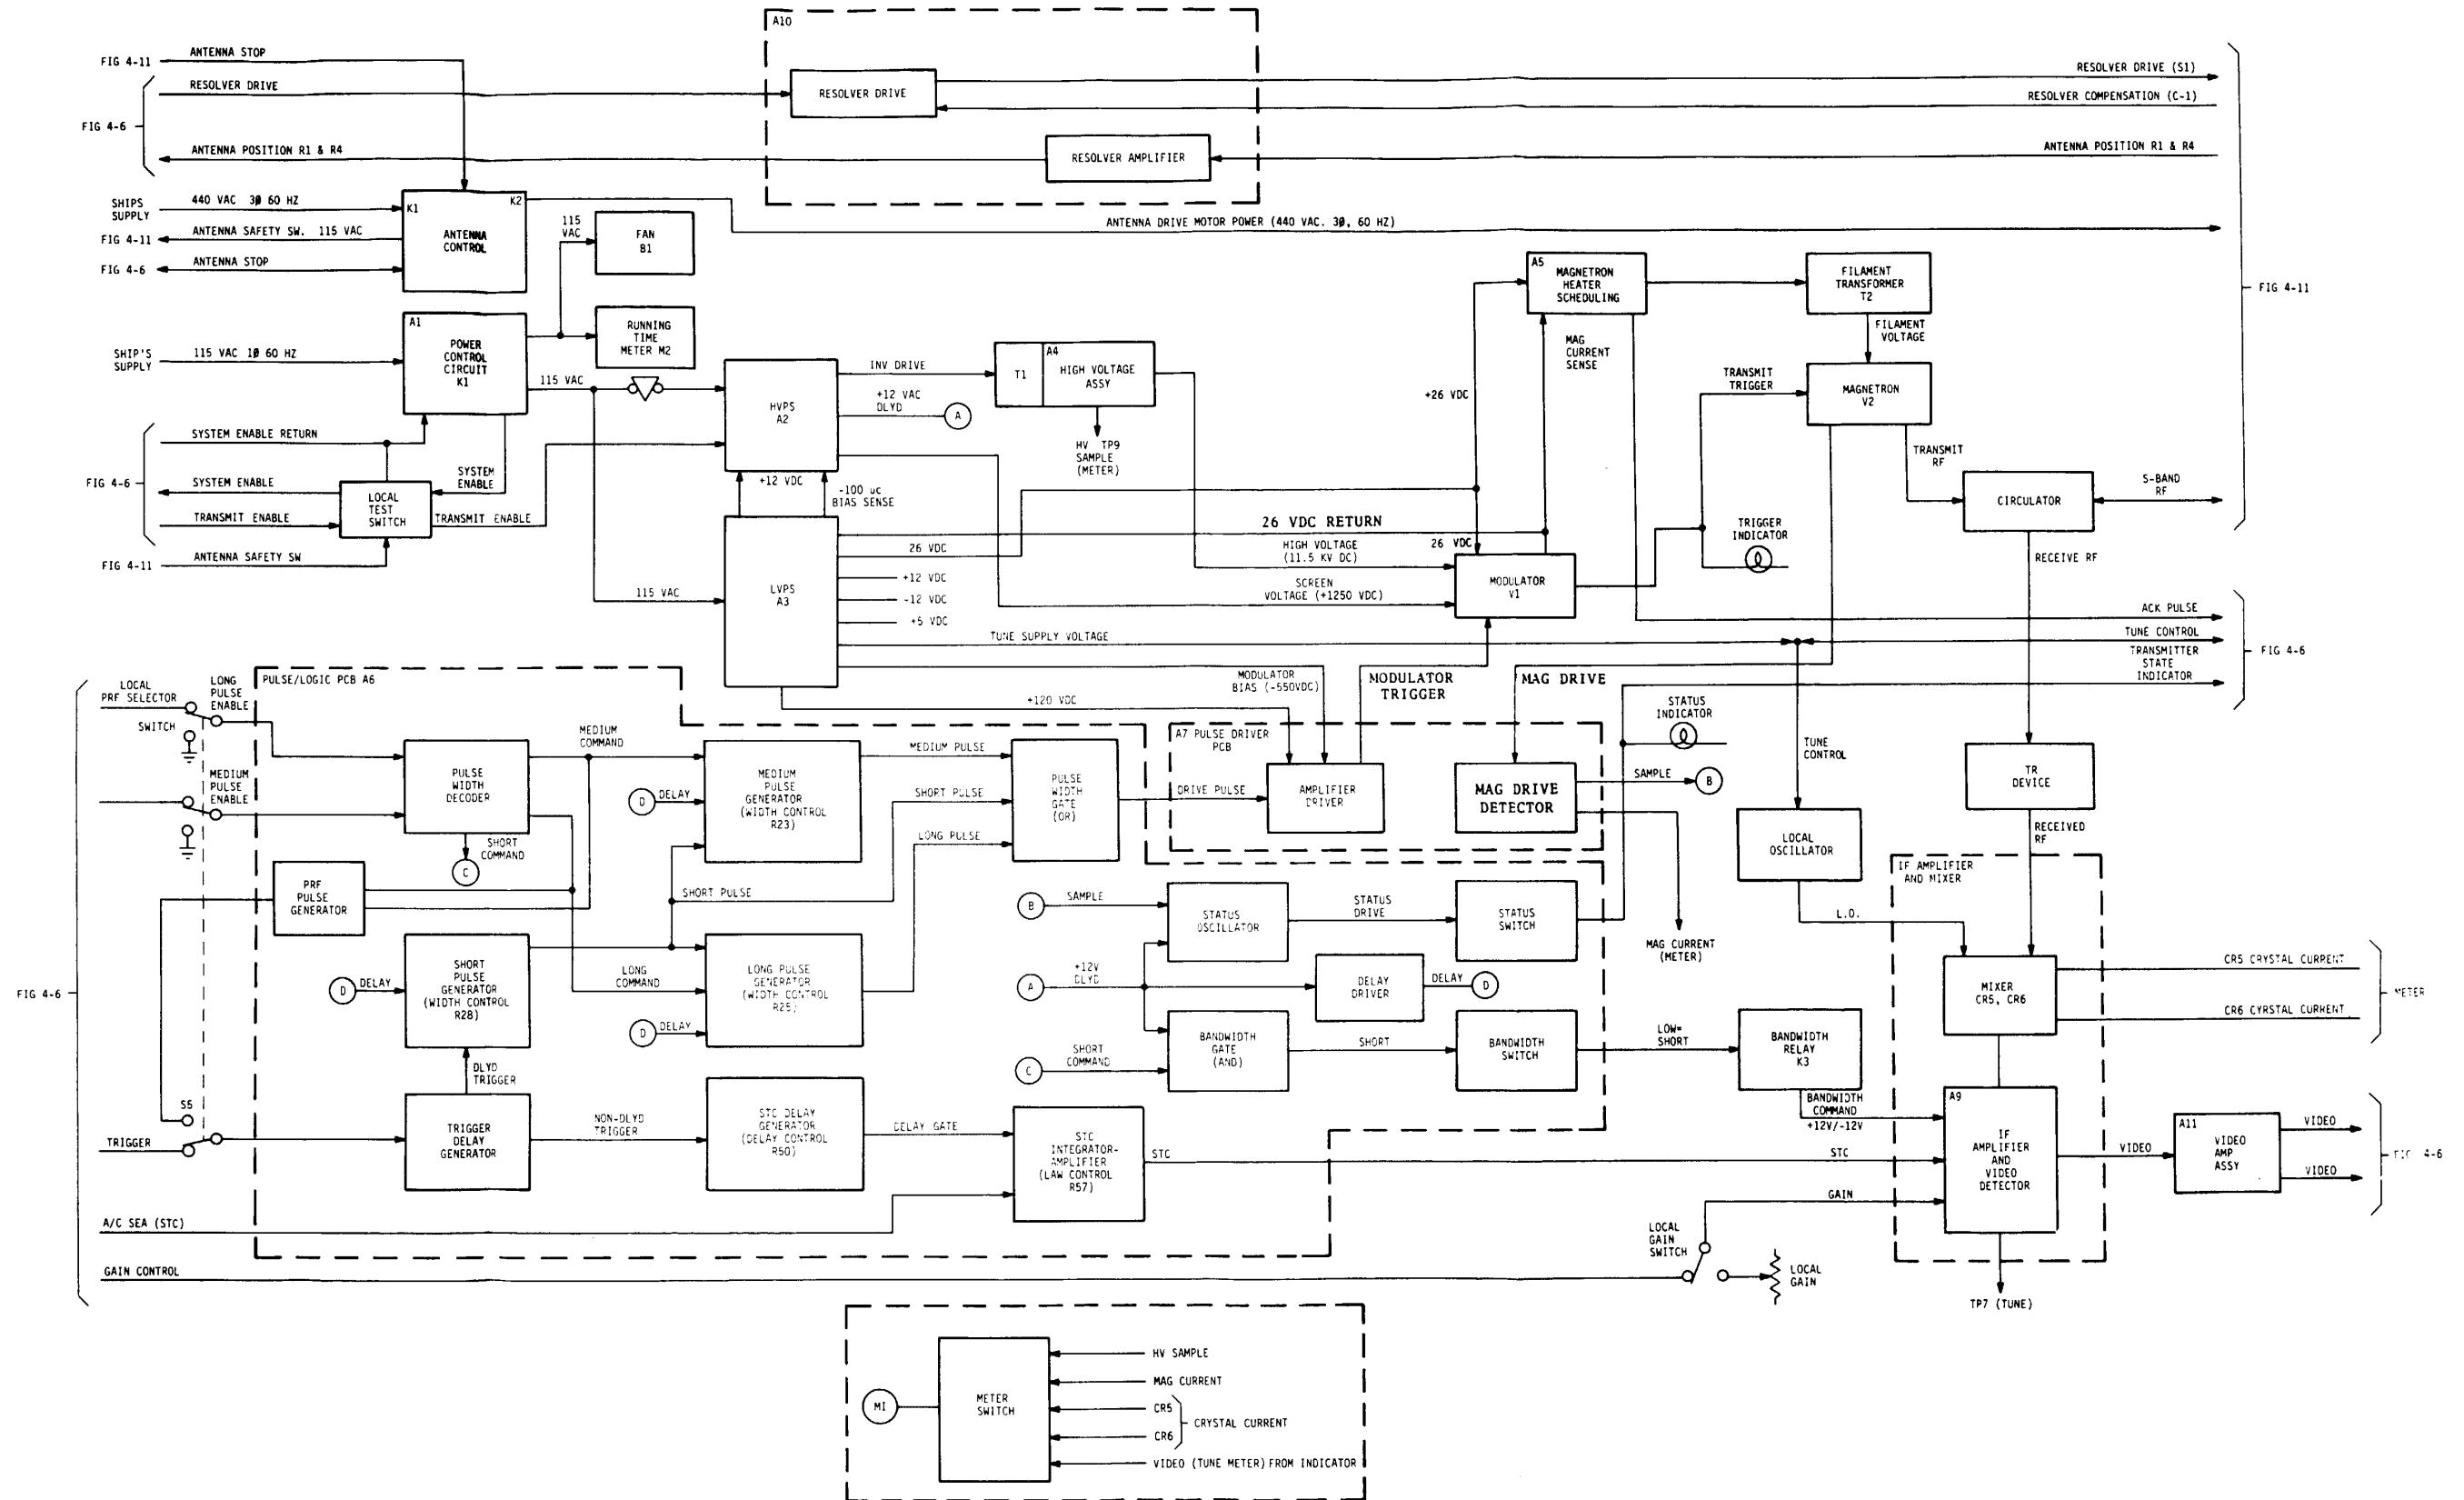 A10
ANTENNA STOP
FIG 4-11
RESOLVER DRIVE
FIG 4-6
ANTENNA POSITION R1 & R4
RESOLVER DRIVE
RESOLVER AMPLIFIER
RESOLVER DRIVE (S1)
RESOLVER COMPENSATION (C-1)
ANTENNA POSITION R1 & R4
FIG 4-11
SHIPS
SUPPLY
440 VAC 3Ø 60 HZ
FIG 4-11
ANTENNA SAFETY SW. 115 VAC
FIG 4-6
ANTENNA STOP
K1
K2
ANTENNA
CONTROL
115
VAC
FAN
B1
ANTENNA DRIVE MOTOR POWER (440 VAC. 3Ø, 60 HZ)
SHIP'S
SUPPLY
115 VAC 1Ø 60 HZ
A1
POWER
CONTROL
CIRCUIT
K1
RUNNING
TIME
METER M2
115 VAC
HVPS
A2
INV DRIVE
+12 VAC
DLYD
A
T1
A4
HIGH VOLTAGE
ASSY
HV TP9
SAMPLE
(METER)
A5
MAGNETRON
HEATER
SCHEDULING
FILAMENT
TRANSFORMER
T2
FILAMENT
VOLTAGE
MAG
CURRENT
SENSE
+26 VDC
TRANSMIT
TRIGGER
MAGNETRON
V2
TRANSMIT
RF
CIRCULATOR
S-BAND
RF
RECEIVE RF
FIG 4-6
SYSTEM ENABLE RETURN
SYSTEM ENABLE
TRANSMIT ENABLE
SYSTEM
ENABLE
LOCAL
TEST
SWITCH
TRANSMIT ENABLE
FIG 4-11
ANTENNA SAFETY SW
+12 VDC
-100 uc
BIAS SENSE
LVPS
A3
115 VAC
26 VDC RETURN
26 VDC
+12 VDC
-12 VDC
+5 VDC
HIGH VOLTAGE
(11.5 KV DC)
SCREEN
VOLTAGE (+1250 VDC)
26 VDC
MODULATOR
V1
TRIGGER
INDICATOR
TUNE SUPPLY VOLTAGE
MODULATOR
BIAS (-550VDC)
+120 VDC
MODULATOR
TRIGGER
MAG DRIVE
ACK PULSE
TUNE CONTROL
TRANSMITTER
STATE
INDICATOR
FIG 4-6
FIG 4-6
LOCAL
PRF SELECTOR
SWITCH
LONG
PULSE
ENABLE
MEDIUM
PULSE
ENABLE
PULSE/LOGIC PCB A6
PULSE
WIDTH
DECODER
SHORT
COMMAND
C
MEDIUM
COMMAND
D
DELAY
MEDIUM
PULSE
GENERATOR
(WIDTH CONTROL
R23)
MEDIUM PULSE
SHORT PULSE
LONG PULSE
PULSE
WIDTH
GATE
(OR)
DRIVE PULSE
A7 PULSE DRIVER
PCB
AMPLIFIER
DRIVER
MAG DRIVE
DETECTOR
SAMPLE
B
STATUS
INDICATOR
MAG CURRENT
(METER)
TUNE
CONTROL
LOCAL
OSCILLATOR
L.O.
TR
DEVICE
RECEIVED
RF
PRF
PULSE
GENERATOR
SHORT PULSE
D
DELAY
SHORT
PULSE
GENERATOR
(WIDTH CONTROL
R28)
LONG
COMMAND
LONG PULSE
GENERATOR
(WIDTH CONTROL
R25)
D
DELAY
B
SAMPLE
STATUS
OSCILLATOR
STATUS
DRIVE
STATUS
SWITCH
A
+12V
DLYD
DELAY
DRIVER
DELAY
D
C
SHORT
COMMAND
BANDWIDTH
GATE
(AND)
SHORT
BANDWIDTH
SWITCH
LOW=
SHORT
BANDWIDTH
RELAY
K3
BANDWIDTH
COMMAND
+12V/-12V
IF AMPLIFIER
AND MIXER
MIXER
CR5, CR6
CR5 CRYSTAL CURRENT
CR6 CYRSTAL CURRENT
METER
DLYD
TRIGGER
S5
TRIGGER
TRIGGER
DELAY
GENERATOR
NON-DLYD
TRIGGER
STC DELAY
GENERATOR
(DELAY CONTROL
R50)
DELAY GATE
STC
INTEGRATOR-
AMPLIFIER
(LAW CONTROL
R57)
STC
STC
A9
IF
AMPLIFIER
AND
VIDEO
DETECTOR
VIDEO
A11
VIDEO
AMP
ASSY
VIDEO
VIDEO
FIG 4-6
A/C SEA (STC)
GAIN
LOCAL
GAIN
SWITCH
LOCAL
GAIN
GAIN CONTROL
TP7 (TUNE)
MI
METER
SWITCH
HV SAMPLE
MAG CURRENT
CR5
CR6
CRYSTAL CURRENT
VIDEO (TUNE METER) FROM INDICATOR